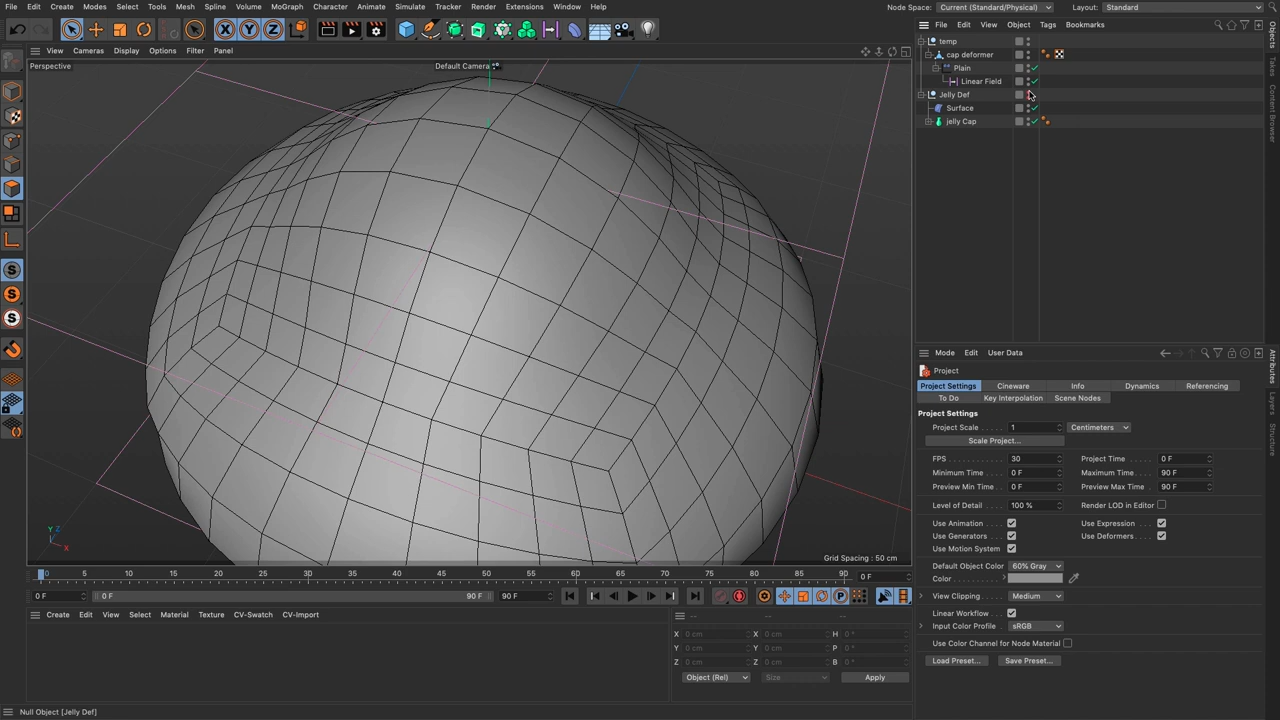 File Edit Create Modes Select Tools Mesh Spline Volume MoGraph Character Animate Simulate Tracker Render Extensions Window Help Node Space: Current (Standard/Physical) Layout: Standard
View Cameras Display Options Filter Panel
File Edit View Object Tags Bookmarks
Perspective
Default Camera
temp
cap deformer
Plain
Linear Field
Jelly Def
Surface
jelly Cap
Objects
Takes
Content Browser
Mode Edit User Data
Project
Project Settings Cineware Info Dynamics Referencing
To Do Key Interpolation Scene Nodes
Project Settings
Project Scale 1 Centimeters
Scale Project...
FPS 30 Project Time 0 F
Minimum Time 0 F Maximum Time 90 F
Preview Min Time 0 F Preview Max Time 90 F
Level of Detail 100 % Render LOD in Editor
Use Animation Use Expression
Use Generators Use Deformers
Use Motion System
Default Object Color 60% Gray
Color
View Clipping Medium
Linear Workflow
Input Color Profile sRGB
Use Color Channel for Node Material
Load Preset... Save Preset...
Attributes
Layers
Structure
Y Z
X
Grid Spacing : 50 cm
0 5 10 15 20 25 30 35 40 45 50 55 60 65 70 75 80 85 90 0 F
0 F 0 F 90 F 90 F
Create Edit View Select Material Texture CV-Swatch CV-Import
-- -- --
X 0 cm X 0 cm H 0 °
Y 0 cm Y 0 cm P 0 °
Z 0 cm Z 0 cm B 0 °
Object (Rel) Size Apply
Null Object [Jelly Def]